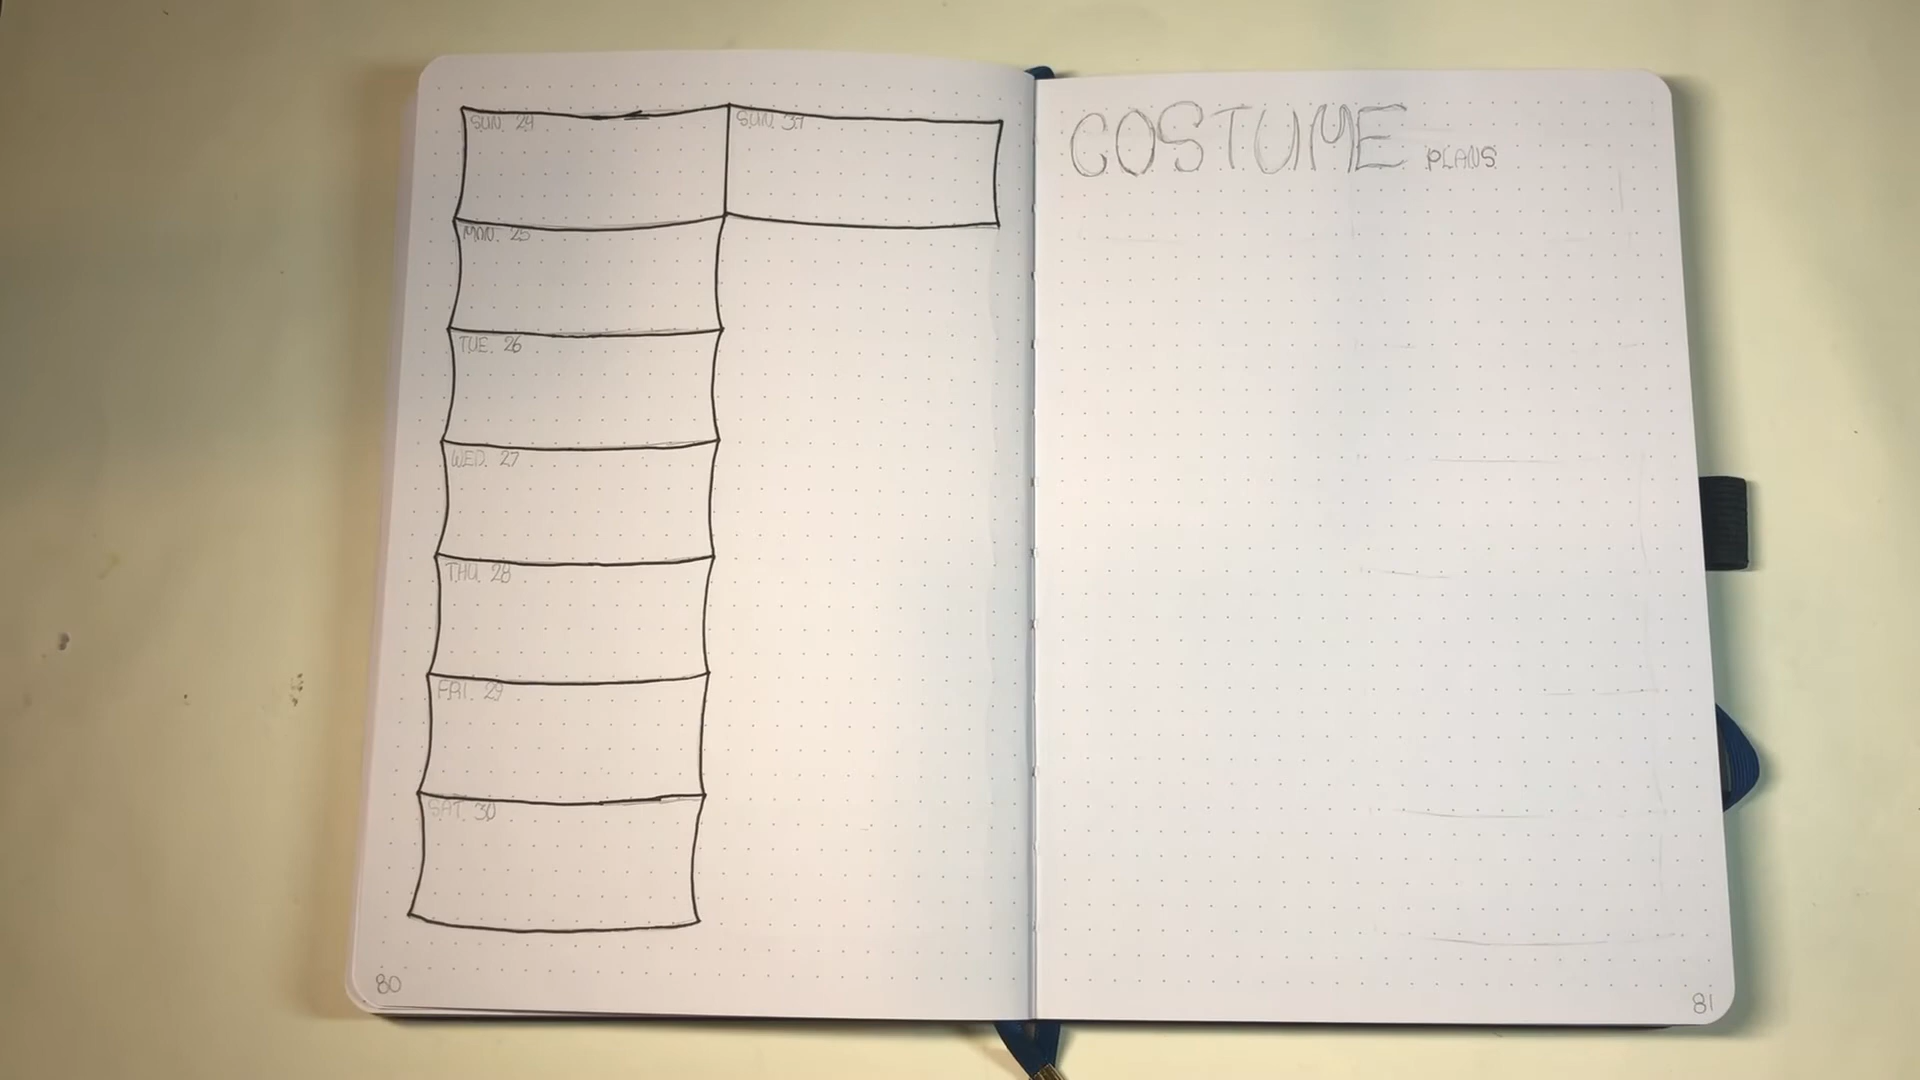 SUN. 24
SUN. 31
MON. 25
TUE. 26
WED. 27
THU. 28
FRI. 29
SAT. 30
80
COSTUME PLANS
81